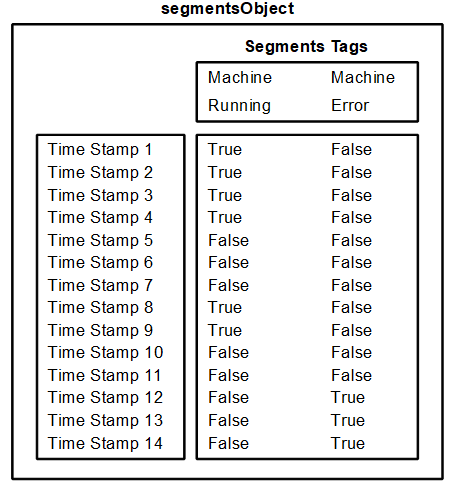 segmentsObject
Segments Tags
Machine Machine
Running Error
Time Stamp 1 True False
Time Stamp 2 True False
Time Stamp 3 True False
Time Stamp 4 True False
Time Stamp 5 False False
Time Stamp 6 False False
Time Stamp 7 False False
Time Stamp 8 True False
Time Stamp 9 True False
Time Stamp 10 False False
Time Stamp 11 False False
Time Stamp 12 False True
Time Stamp 13 False True
Time Stamp 14 False True